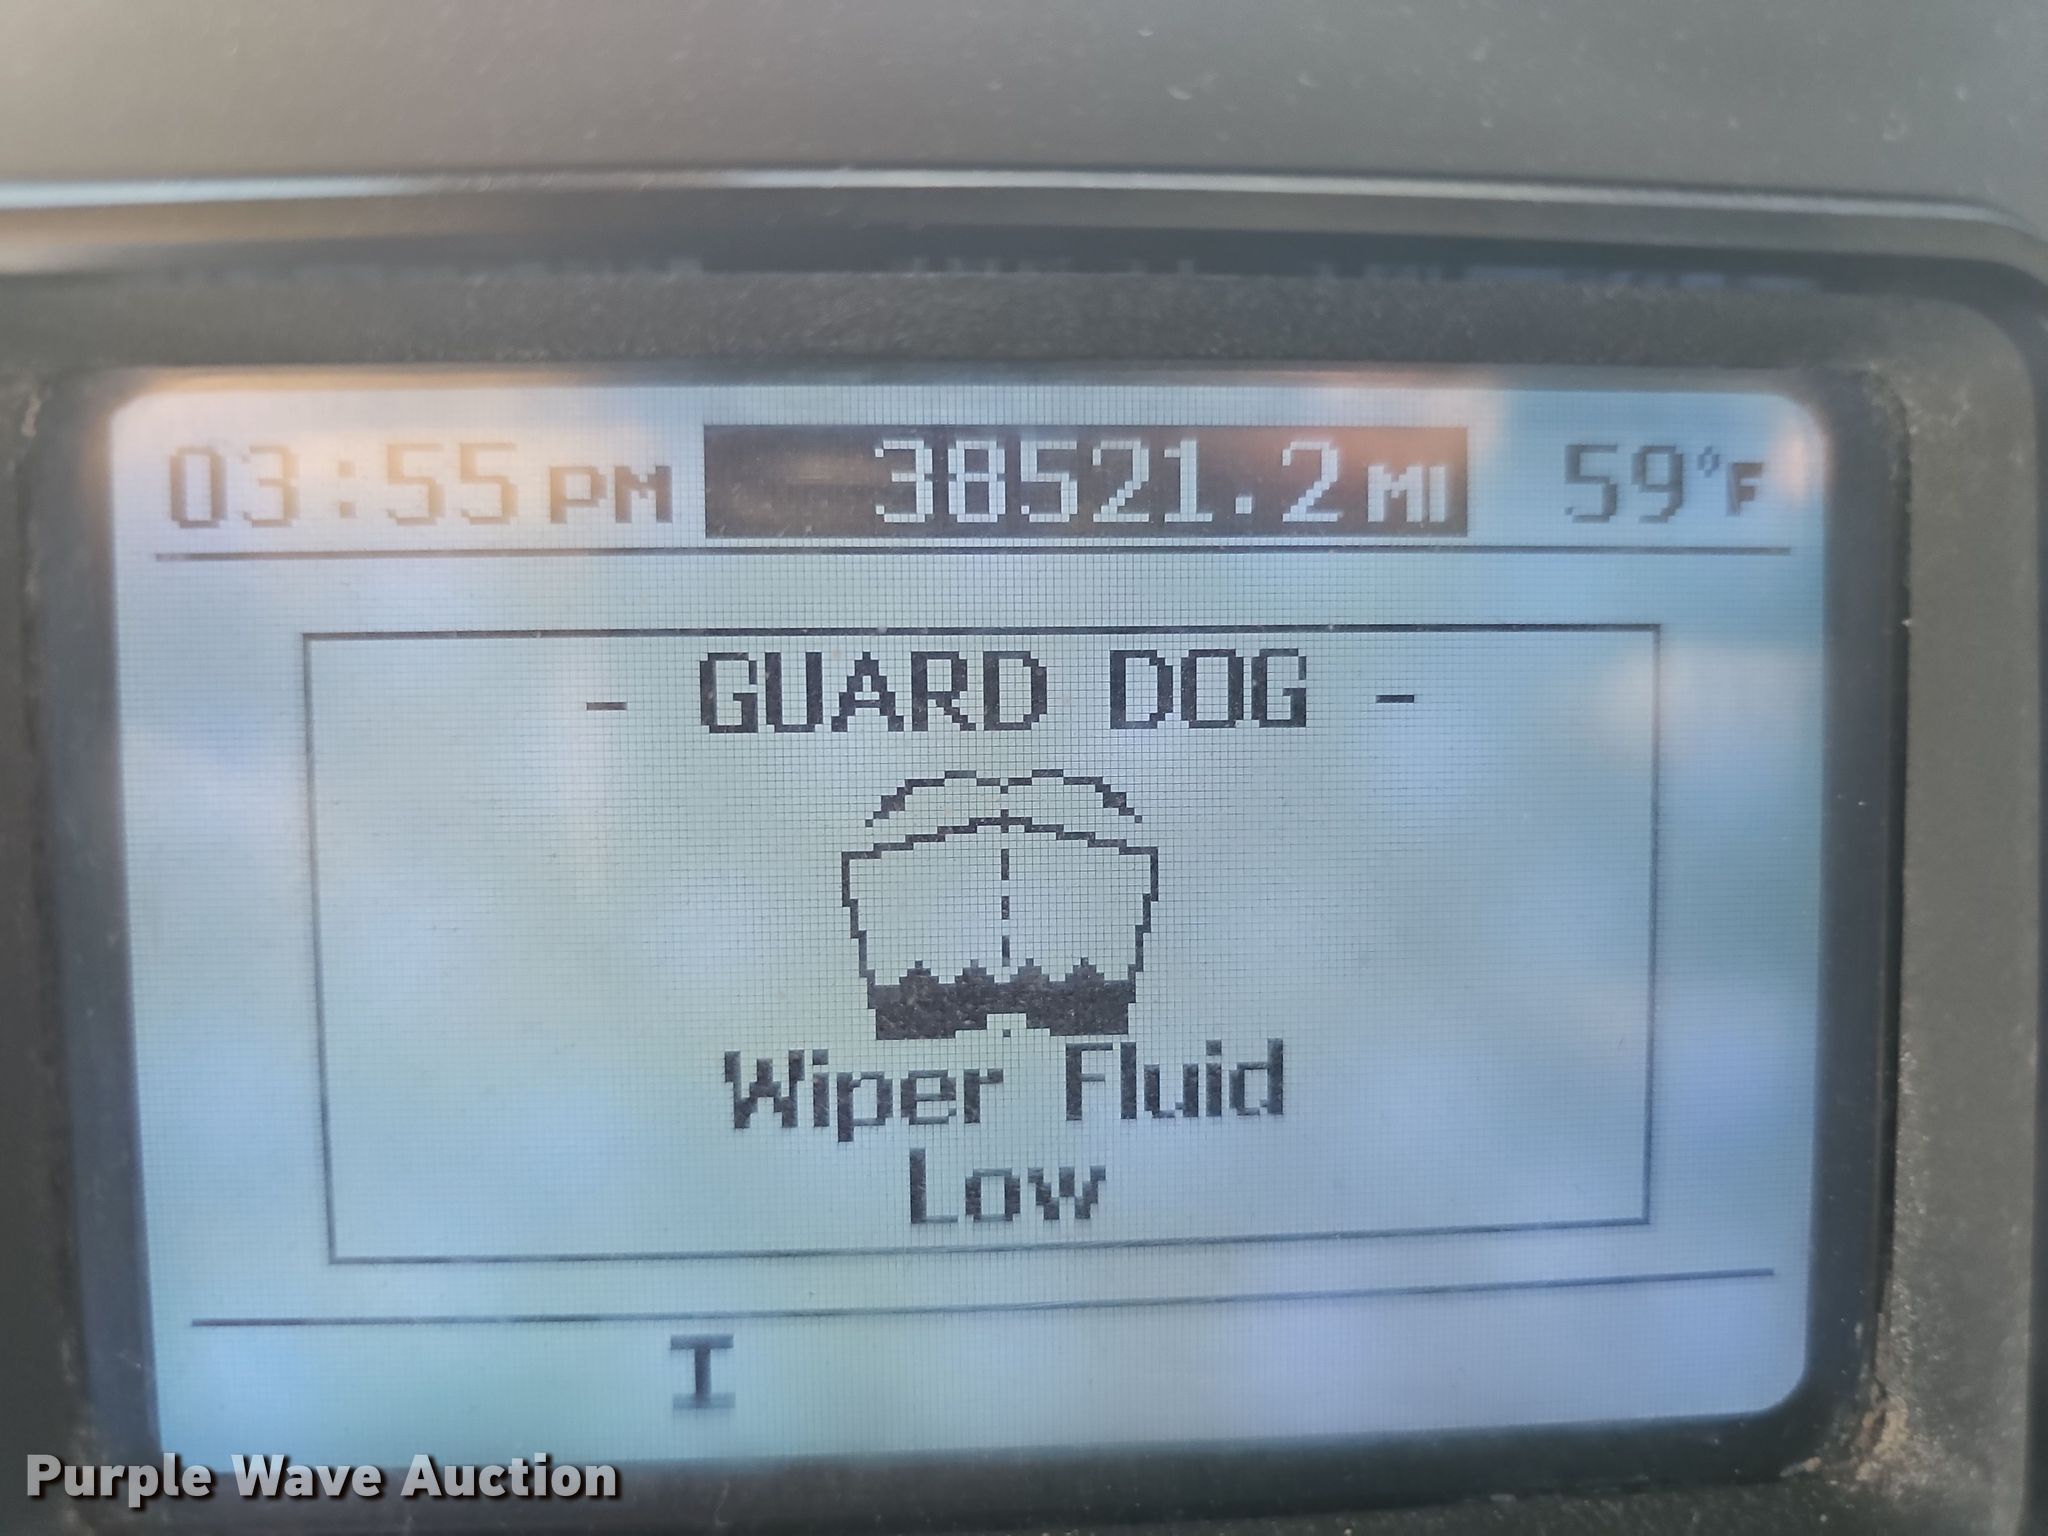 03:55 PM 38521.2 MI 59°F
- GUARD DOG -
Wiper Fluid
Low
I
Purple Wave Auction